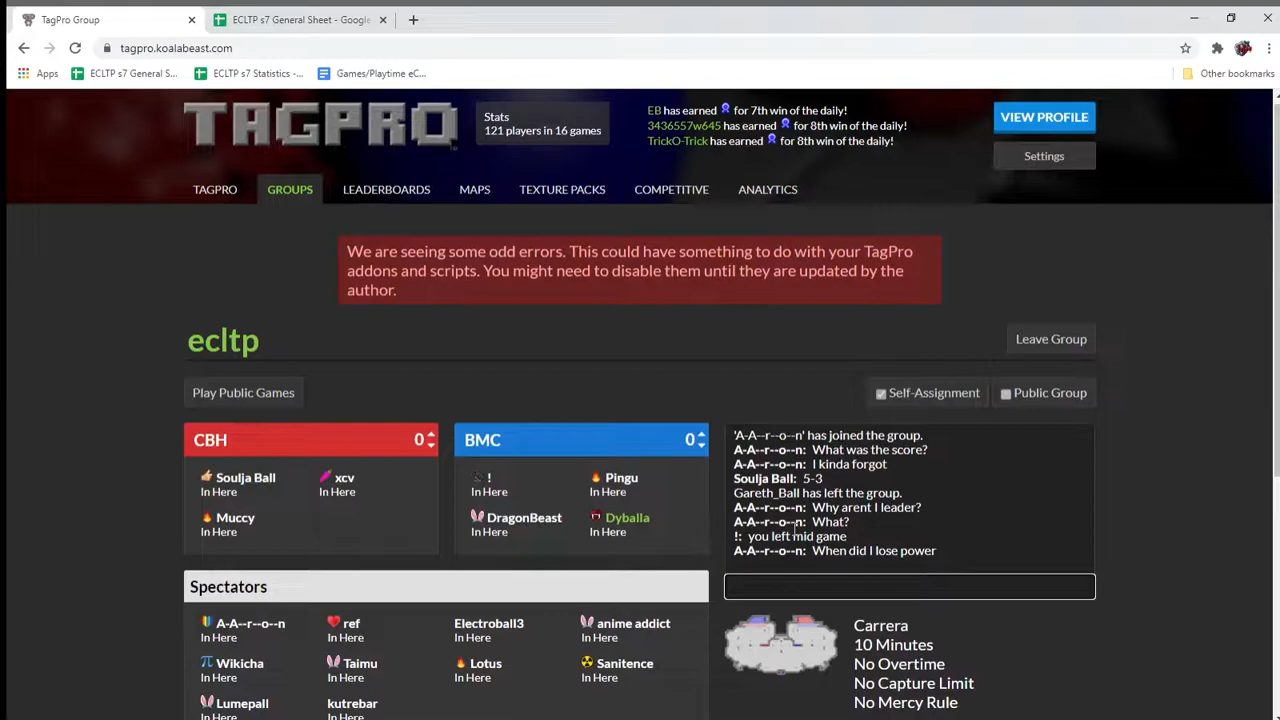 TagPro Group
ECLTP s7 General Sheet - Google
tagpro.koalabeast.com
Apps
ECLTP s7 General S...
ECLTP s7 Statistics -...
Games/Playtime eC...
Other bookmarks
TAGPRO
Stats
121 players in 16 games
EB has earned for 7th win of the daily!
3436557w645 has earned for 8th win of the daily!
TrickO-Trick has earned for 8th win of the daily!
VIEW PROFILE
Settings
TAGPRO
GROUPS
LEADERBOARDS
MAPS
TEXTURE PACKS
COMPETITIVE
ANALYTICS
We are seeing some odd errors. This could have something to do with your TagPro
addons and scripts. You might need to disable them until they are updated by the
author.
ecltp
Leave Group
Play Public Games
Self-Assignment
Public Group
CBH 0
Soulja Ball
In Here
xcv
In Here
Muccy
In Here
BMC 0
!
In Here
Pingu
In Here
DragonBeast
In Here
Dyballa
In Here
'A-A--r--o--n' has joined the group.
A-A--r--o--n: What was the score?
A-A--r--o--n: I kinda forgot
Soulja Ball: 5-3
Gareth_Ball has left the group.
A-A--r--o--n: Why arent I leader?
A-A--r--o--n: What?
!: you left mid game
A-A--r--o--n: When did I lose power
Spectators
A-A--r--o--n
In Here
ref
In Here
Electroball3
In Here
anime addict
In Here
Wikicha
In Here
Taimu
In Here
Lotus
In Here
Sanitence
In Here
Lumepall
kutrebar
Carrera
10 Minutes
No Overtime
No Capture Limit
No Mercy Rule